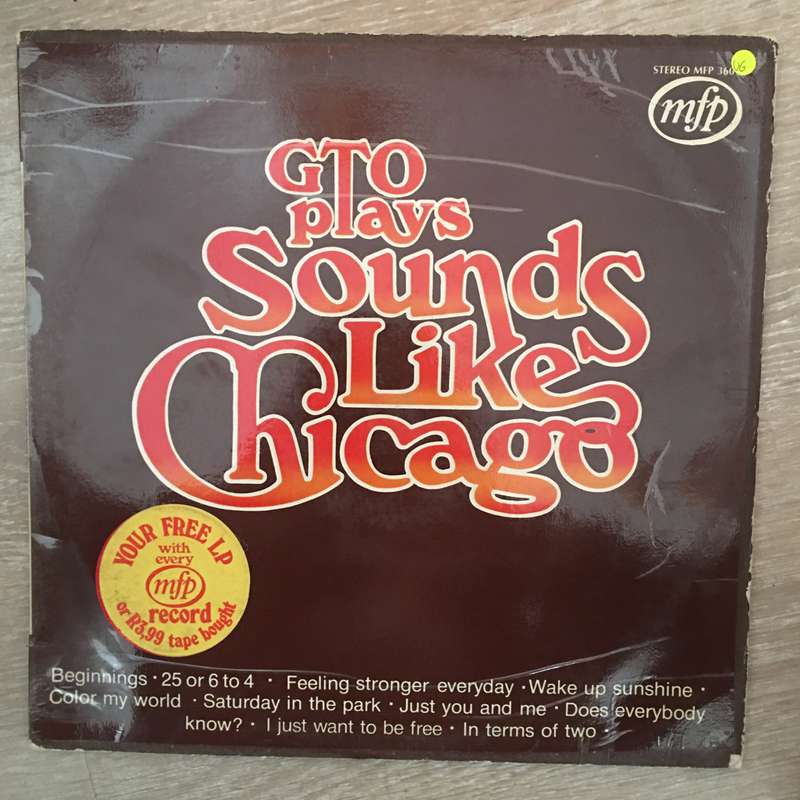 STEREO MFP 360
VG
mfp
GTO
plays
Sounds
Like
Chicago
YOUR FREE LP
with
every
mfp
record
or R3,99 tape bought
Beginnings · 25 or 6 to 4 · Feeling stronger everyday · Wake up sunshine ·
Color my world · Saturday in the park · Just you and me · Does everybody
know? · I just want to be free · In terms of two ·